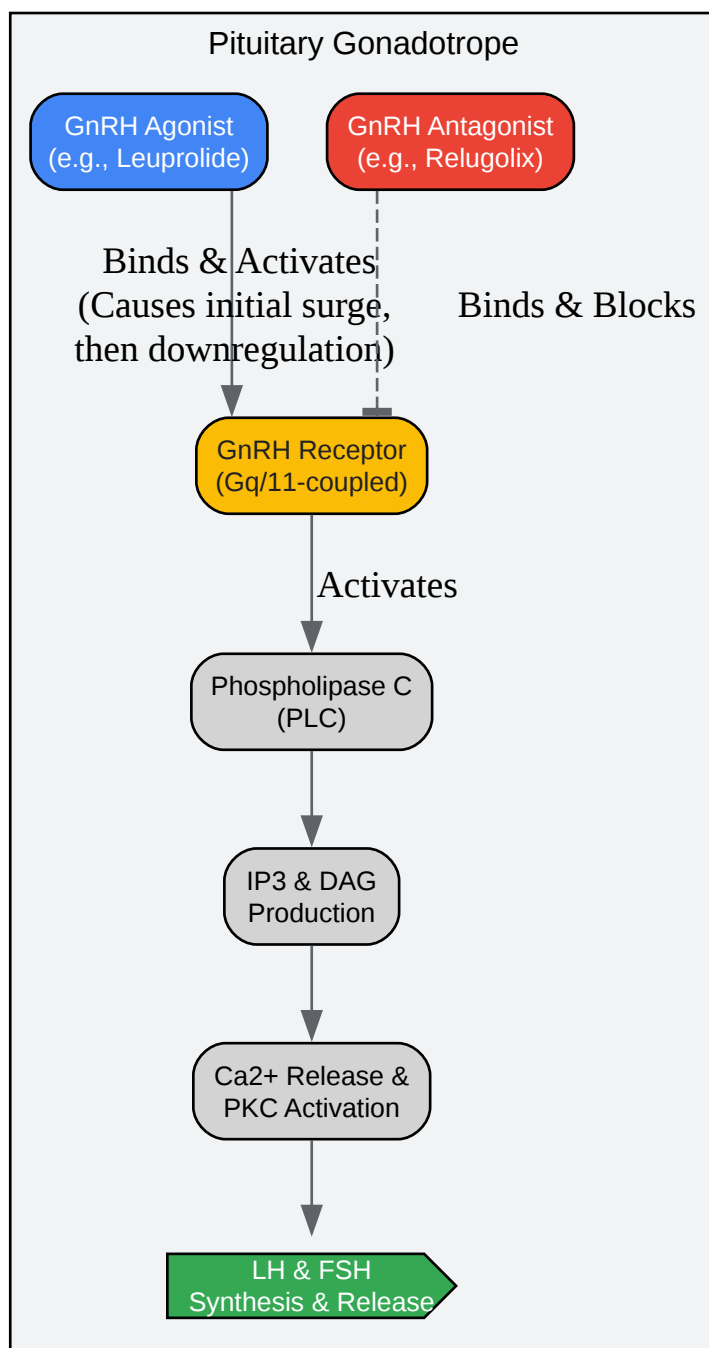 Pituitary Gonadotrope
GnRH Agonist
(e.g., Leuprolide)
GnRH Antagonist
(e.g., Relugolix)
Binds & Activates
(Causes initial surge,
then downregulation)
Binds & Blocks
GnRH Receptor
(Gq/11-coupled)
Activates
Phospholipase C
(PLC)
IP3 & DAG
Production
Ca2+ Release &
PKC Activation
LH & FSH
Synthesis & Release